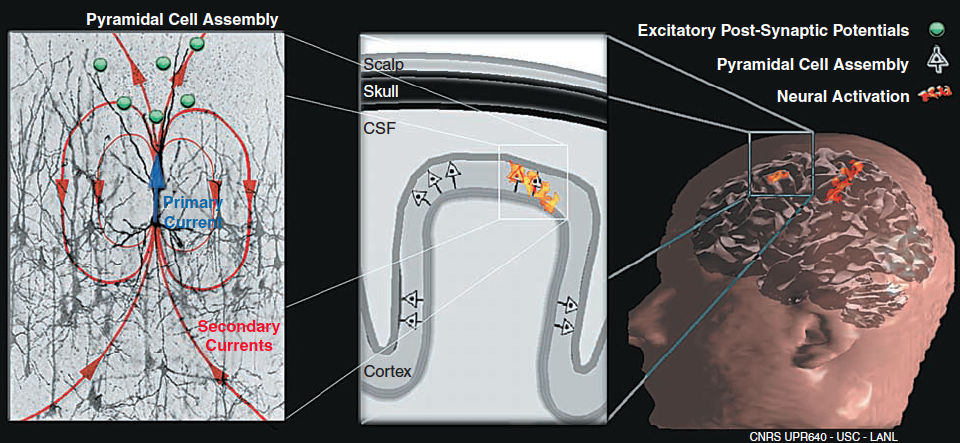 Pyramidal Cell Assembly
Primary
Current
Secondary
Currents
Scalp
Skull
CSF
Cortex
Excitatory Post-Synaptic Potentials
Pyramidal Cell Assembly
Neural Activation
CNRS UPR640 - USC - LANL